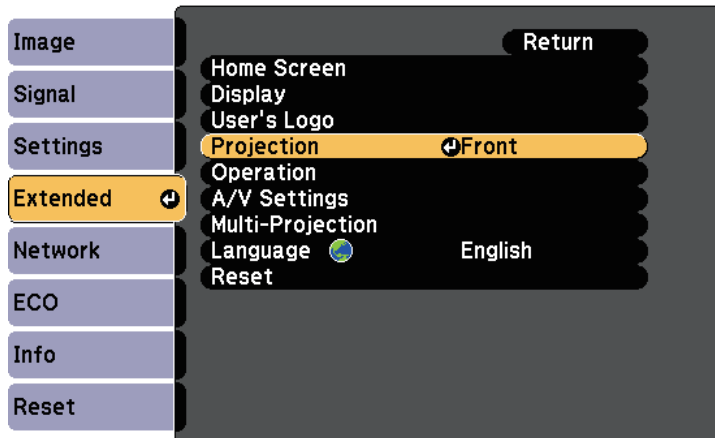 Image
Signal
Settings
Extended
Network
ECO
Info
Reset
Return
Home Screen
Display
User's Logo
Projection Front
Operation
A/V Settings
Multi-Projection
Language English
Reset